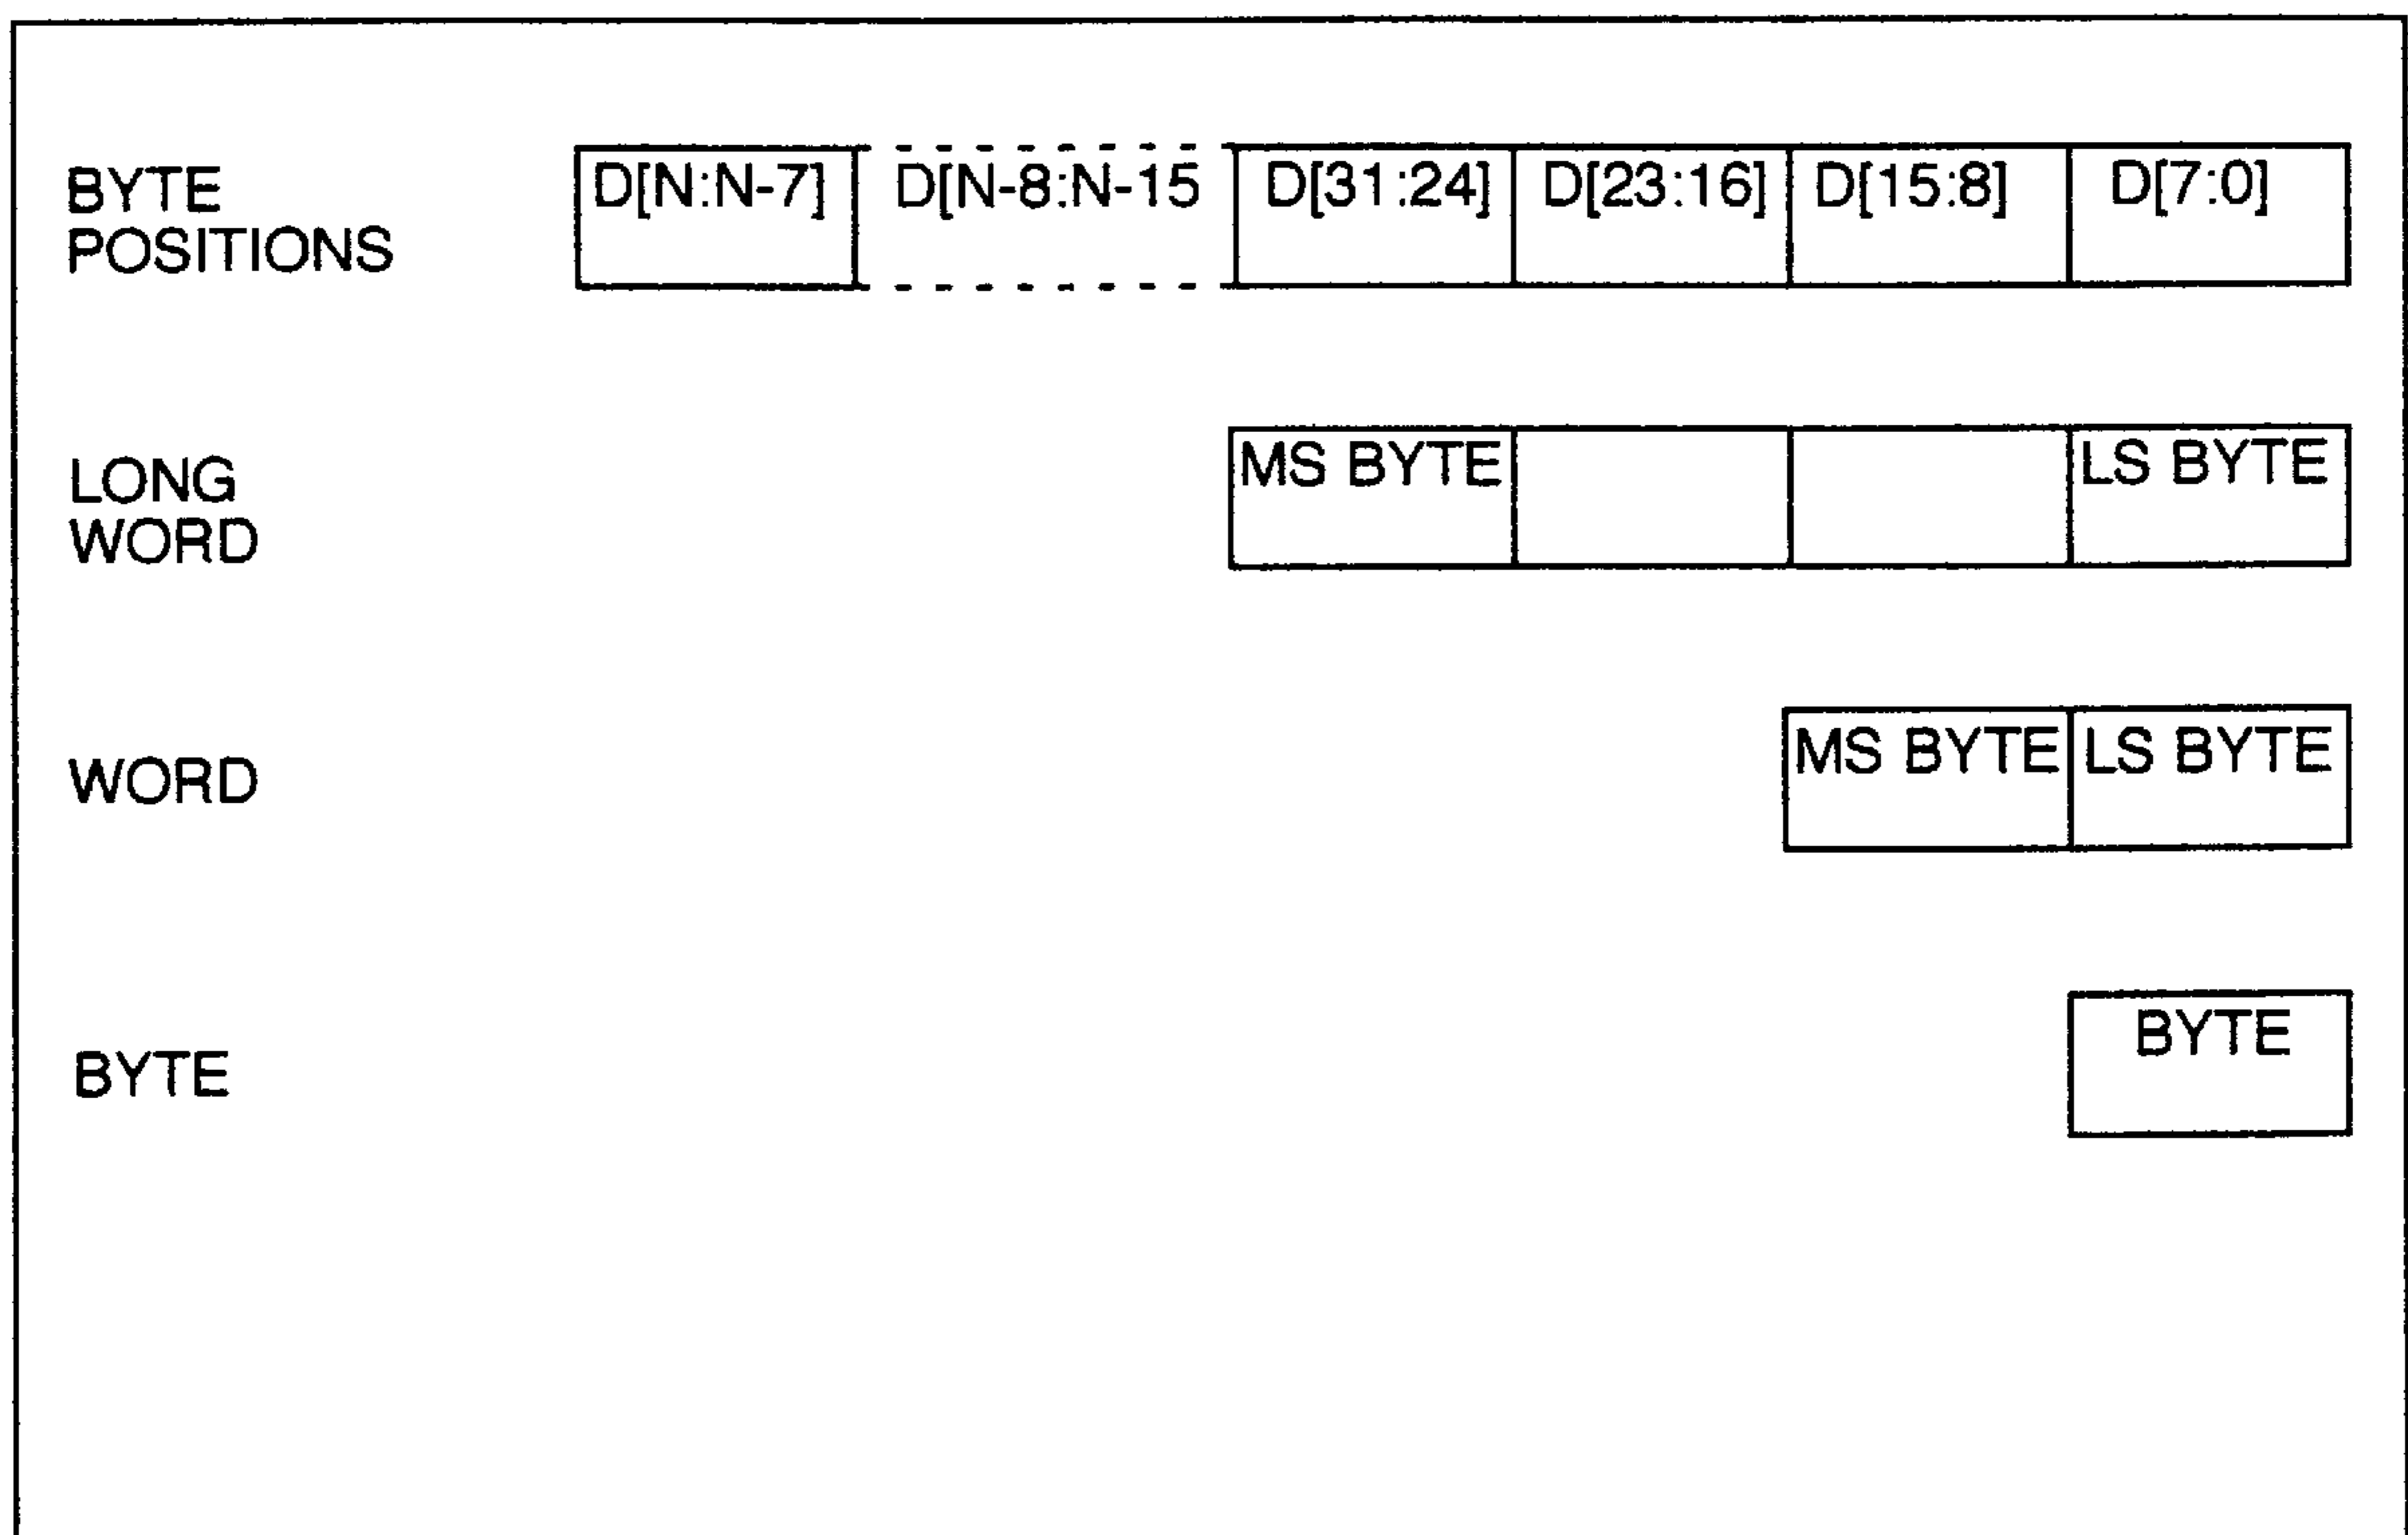 BYTE
POSITIONS
D[N:N-7] D[N-8:N-15 D[31:24] D[23:16] D[15:8] D[7:0]
LONG
WORD
MS BYTE LS BYTE
WORD
MS BYTE LS BYTE
BYTE
BYTE